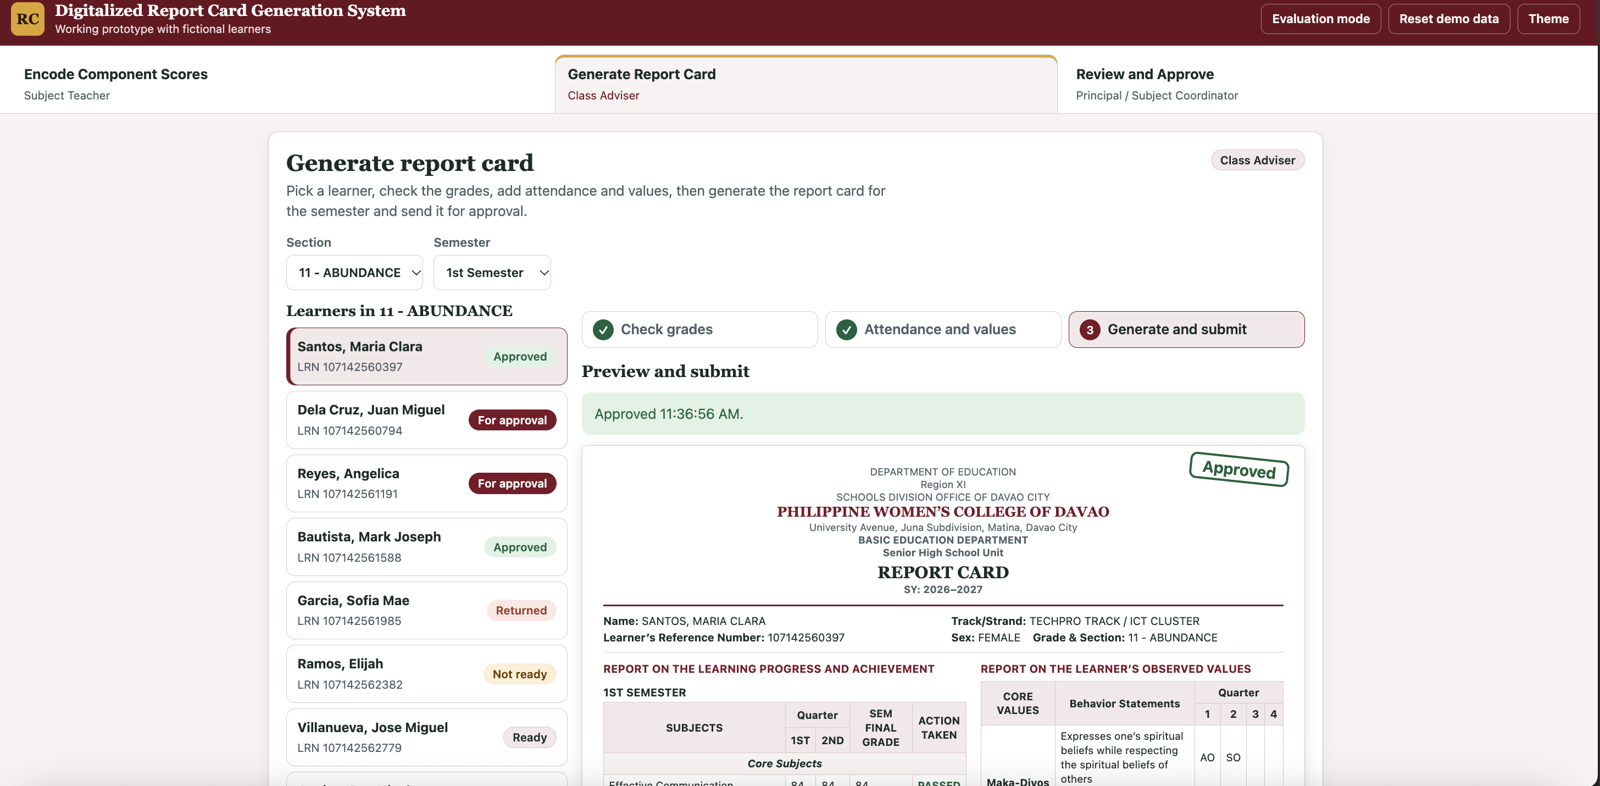 RC
Digitalized Report Card Generation System
Working prototype with fictional learners
Evaluation mode
Reset demo data
Theme
Encode Component Scores
Subject Teacher
Generate Report Card
Class Adviser
Review and Approve
Principal / Subject Coordinator
Generate report card
Class Adviser
Pick a learner, check the grades, add attendance and values, then generate the report card for
the semester and send it for approval.
Section
Semester
11 - ABUNDANCE
1st Semester
Learners in 11 - ABUNDANCE
Santos, Maria Clara
LRN 107142560397
Approved
Dela Cruz, Juan Miguel
LRN 107142560794
For approval
Reyes, Angelica
LRN 107142561191
For approval
Bautista, Mark Joseph
LRN 107142561588
Approved
Garcia, Sofia Mae
LRN 107142561985
Returned
Ramos, Elijah
LRN 107142562382
Not ready
Villanueva, Jose Miguel
LRN 107142562779
Ready
Check grades
Attendance and values
3 Generate and submit
Preview and submit
Approved 11:36:56 AM.
Approved
DEPARTMENT OF EDUCATION
Region XI
SCHOOLS DIVISION OFFICE OF DAVAO CITY
PHILIPPINE WOMEN'S COLLEGE OF DAVAO
University Avenue, Juna Subdivision, Matina, Davao City
BASIC EDUCATION DEPARTMENT
Senior High School Unit
REPORT CARD
SY: 2026–2027
Name: SANTOS, MARIA CLARA
Learner's Reference Number: 107142560397
Track/Strand: TECHPRO TRACK / ICT CLUSTER
Sex: FEMALE Grade & Section: 11 - ABUNDANCE
REPORT ON THE LEARNING PROGRESS AND ACHIEVEMENT
1ST SEMESTER
SUBJECTS
Quarter
1ST 2ND
SEM
FINAL
GRADE
ACTION
TAKEN
Core Subjects
Effective Communication 84 84 84 PASSED
REPORT ON THE LEARNER'S OBSERVED VALUES
CORE
VALUES
Behavior Statements
Quarter
1 2 3 4
Maka-Diyos
Expresses one's spiritual
beliefs while respecting
the spiritual beliefs of
others
AO SO